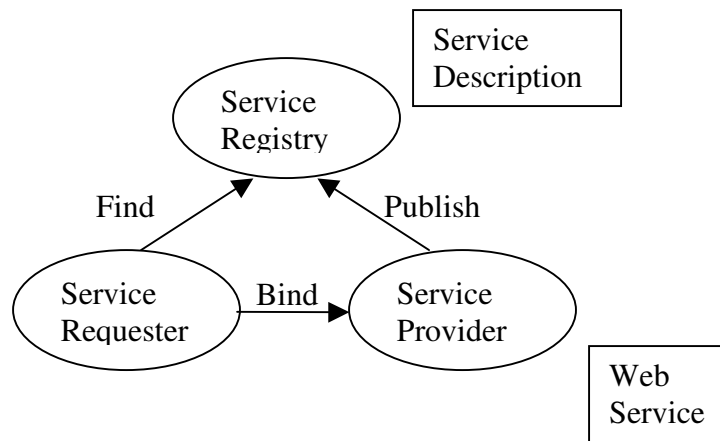 Service
Description
Service
Registry
Find
Publish
Service
Requester
Bind
Service
Provider
Web
Service